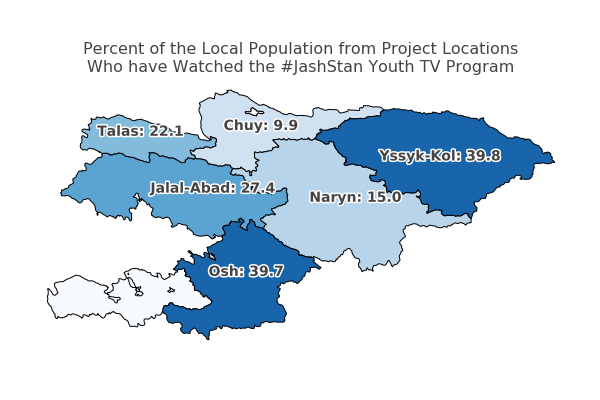 Percent of the Local Population from Project Locations
Who have Watched the #JashStan Youth TV Program
Talas: 22.1
Chuy: 9.9
Yssyk-Kol: 39.8
Jalal-Abad: 27.4
Naryn: 15.0
Osh: 39.7